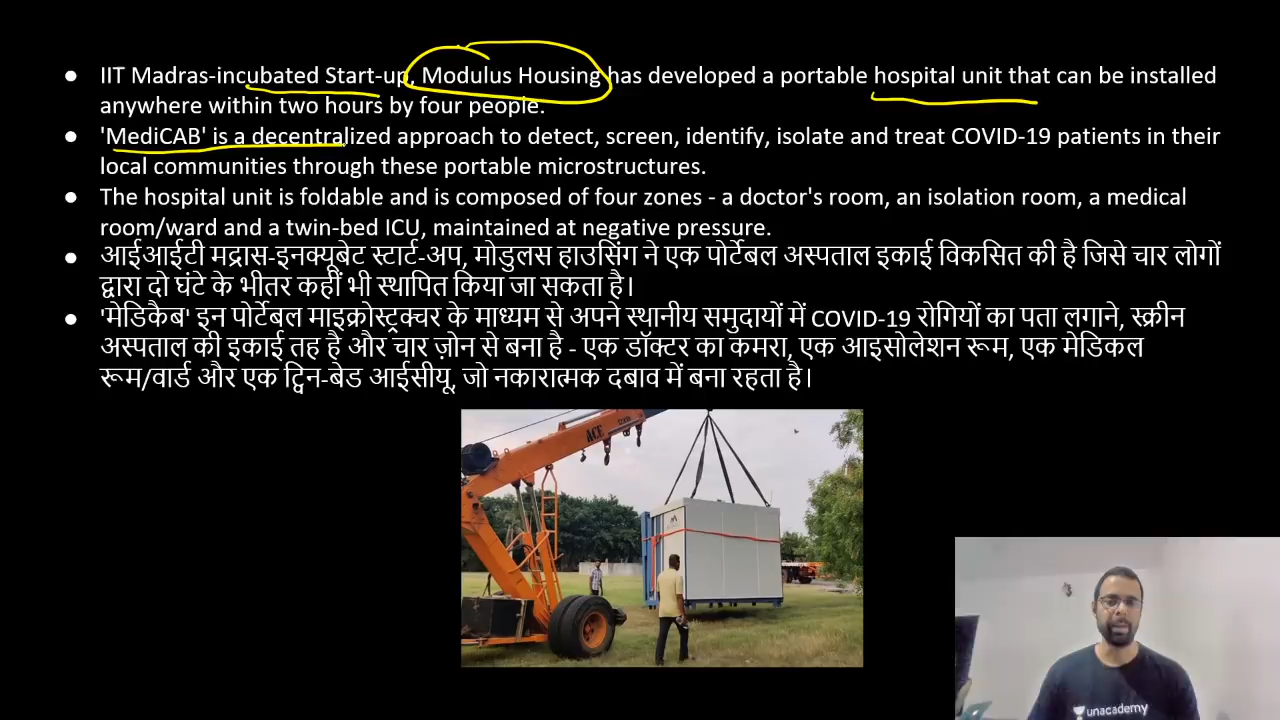 IIT Madras-incubated Start-up, Modulus Housing has developed a portable hospital unit that can be installed
anywhere within two hours by four people.
'MediCAB' is a decentralized approach to detect, screen, identify, isolate and treat COVID-19 patients in their
local communities through these portable microstructures.
The hospital unit is foldable and is composed of four zones - a doctor's room, an isolation room, a medical
room/ward and a twin-bed ICU, maintained at negative pressure.
आईआईटी मद्रास-इनक्यूबेट स्टार्ट-अप, मोडुलस हाउसिंग ने एक पोर्टेबल अस्पताल इकाई विकसित की है जिसे चार लोगों
द्वारा दो घंटे के भीतर कहीं भी स्थापित किया जा सकता है।
'मेडिकैब' इन पोर्टेबल माइक्रोस्ट्रक्चर के माध्यम से अपने स्थानीय समुदायों में COVID-19 रोगियों का पता लगाने, स्क्रीन
अस्पताल की इकाई तह है और चार ज़ोन से बना है - एक डॉक्टर का कमरा, एक आइसोलेशन रूम, एक मेडिकल
रूम/वार्ड और एक ट्विन-बेड आईसीयू, जो नकारात्मक दबाव में बना रहता है।
ACE
unacademy